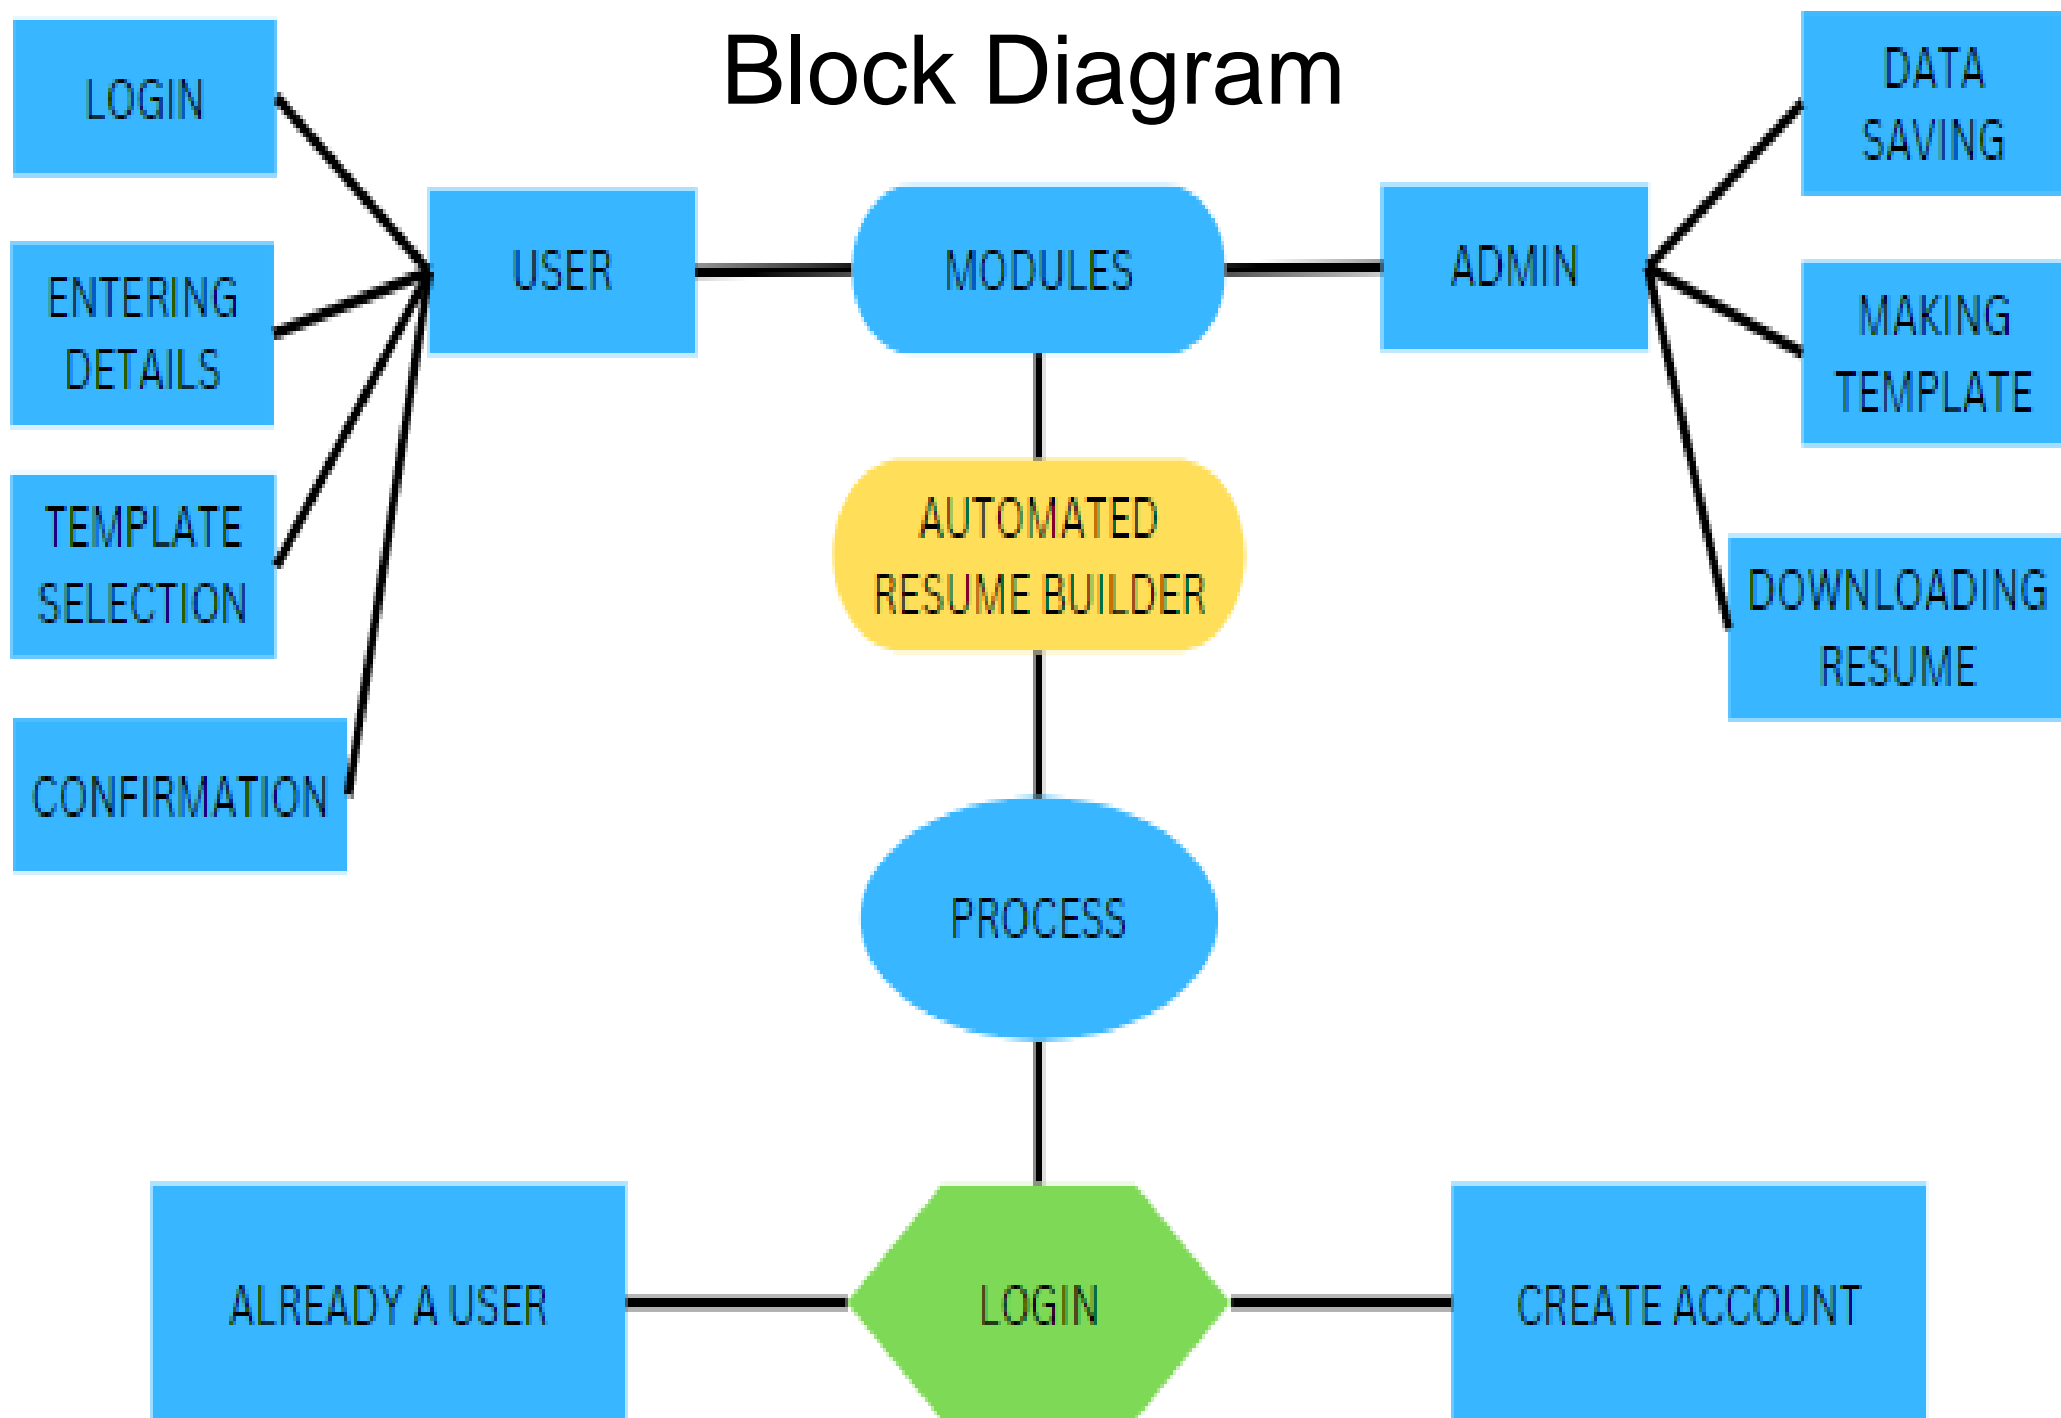 Block Diagram
LOGIN
ENTERING
DETAILS
TEMPLATE
SELECTION
CONFIRMATION
USER
MODULES
ADMIN
DATA
SAVING
MAKING
TEMPLATE
DOWNLOADING
RESUME
AUTOMATED
RESUME BUILDER
PROCESS
ALREADY A USER
LOGIN
CREATE ACCOUNT